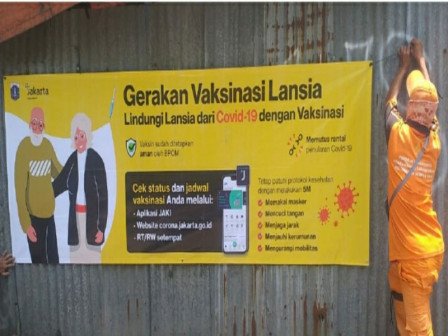 Jakarta
Gerakan Vaksinasi Lansia
Lindungi Lansia dari Covid-19 dengan Vaksinasi
Vaksin sudah ditetapkan
aman oleh BPOM
Memutus rantai
penularan Covid-19
Cek status dan jadwal
vaksinasi Anda melalui:
- Aplikasi JAKI
- Website corona.jakarta.go.id
- RT/RW setempat
Tetap patuhi protokol kesehatan
dengan melakukan 5M
Memakai masker
Mencuci tangan
Menjaga jarak
Menjauhi kerumunan
Mengurangi mobilitas